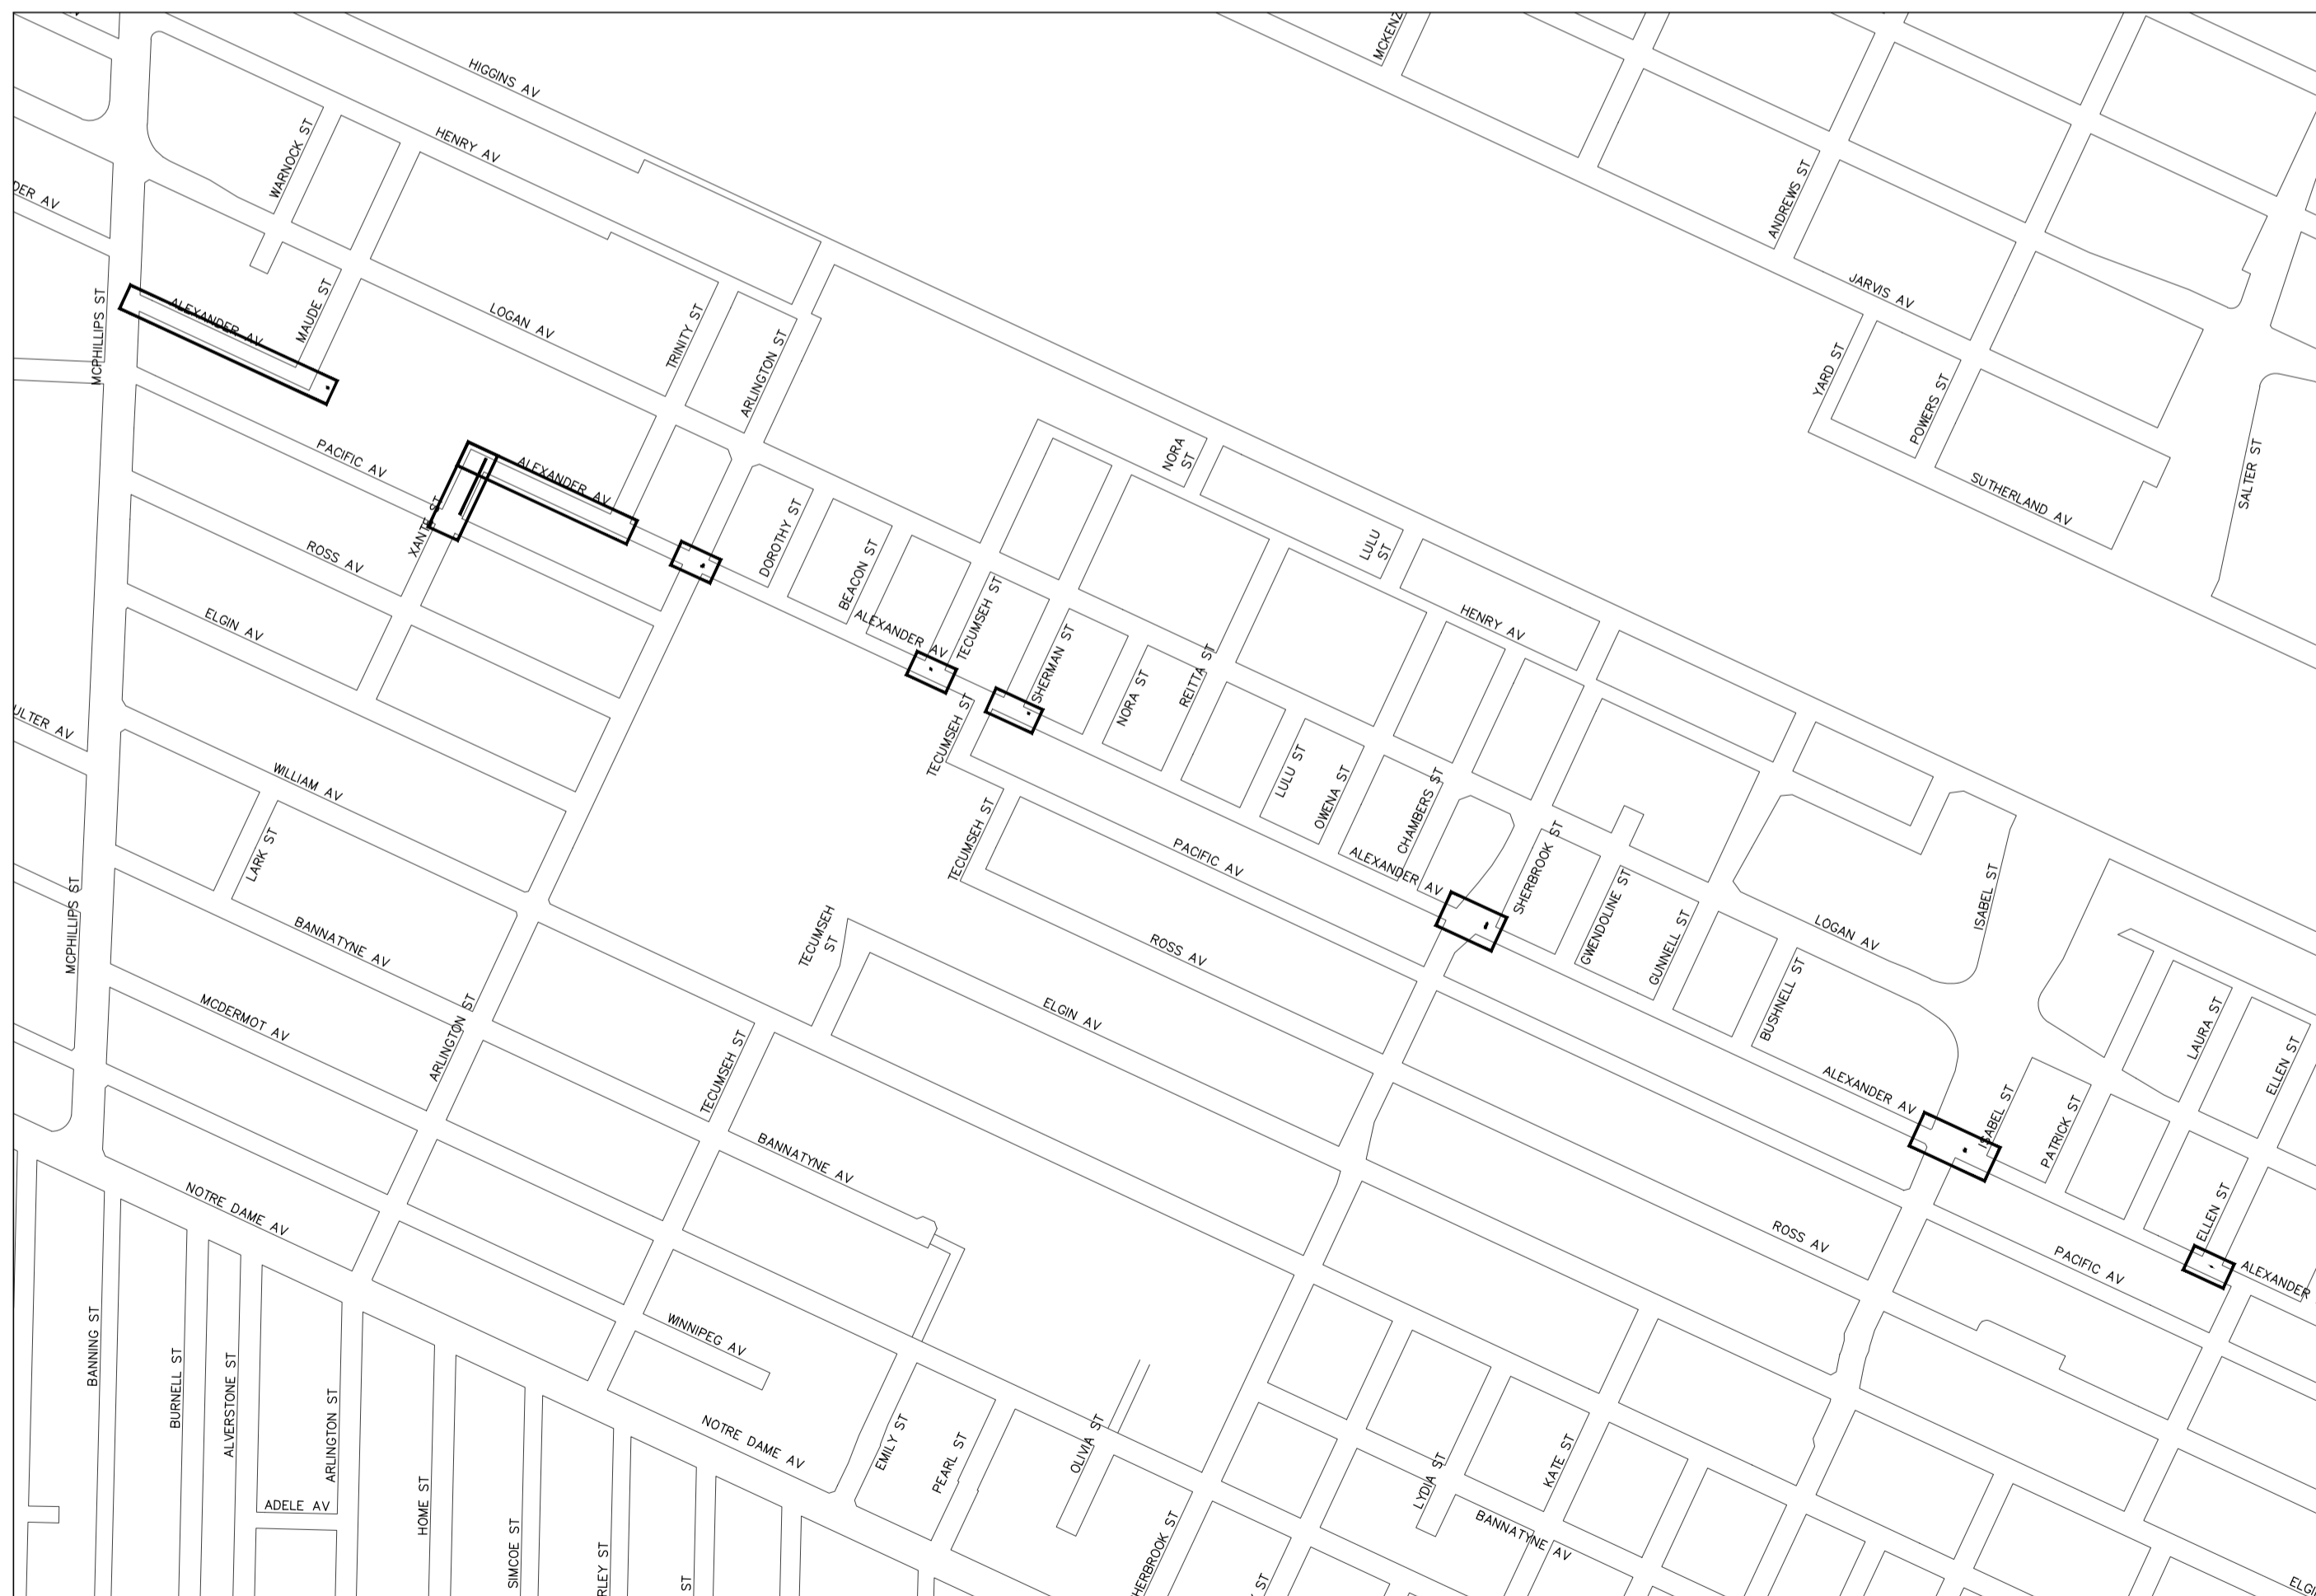 HIGGINS AV
MCKENZ
HENRY AV
WARNOCK ST
DER AV
ANDREWS ST
JARVIS AV
MCPHILLIPS ST
ALEXANDER AV
MAUDE ST
LOGAN AV
TRINITY ST
ARLINGTON ST
YARD ST
POWERS ST
SALTER ST
SUTHERLAND AV
NORA
ST
PACIFIC AV
ALEXANDER AV
XANTE ST
ROSS AV
DOROTHY ST
BEACON ST
LULU
ST
HENRY AV
ELGIN AV
ALEXANDER AV
TECUMSEH ST
SHERMAN ST
NORA ST
REITTA ST
ULTER AV
TECUMSEH ST
WILLIAM AV
LULU ST
OWENA ST
CHAMBERS ST
LARK ST
TECUMSEH ST
PACIFIC AV
ALEXANDER AV
SHERBROOK ST
GWENDOLINE ST
GUNNELL ST
LOGAN AV
ISABEL ST
MCPHILLIPS ST
BANNATYNE AV
TECUMSEH
ST
ROSS AV
BUSHNELL ST
MCDERMOT AV
ARLINGTON ST
ELGIN AV
LAURA ST
ELLEN ST
TECUMSEH ST
ALEXANDER AV
ISABEL ST
PATRICK ST
BANNATYNE AV
NOTRE DAME AV
ROSS AV
ELLEN ST
PACIFIC AV
ALEXANDER
BANNING ST
BURNELL ST
ALVERSTONE ST
ARLINGTON ST
WINNIPEG AV
NOTRE DAME AV
EMILY ST
PEARL ST
OLIVIA ST
LYDIA ST
KATE ST
ADELE AV
HOME ST
SIMCOE ST
RLEY ST
ST
HERBROOK ST
ST
BANNATYNE AV
ELGI